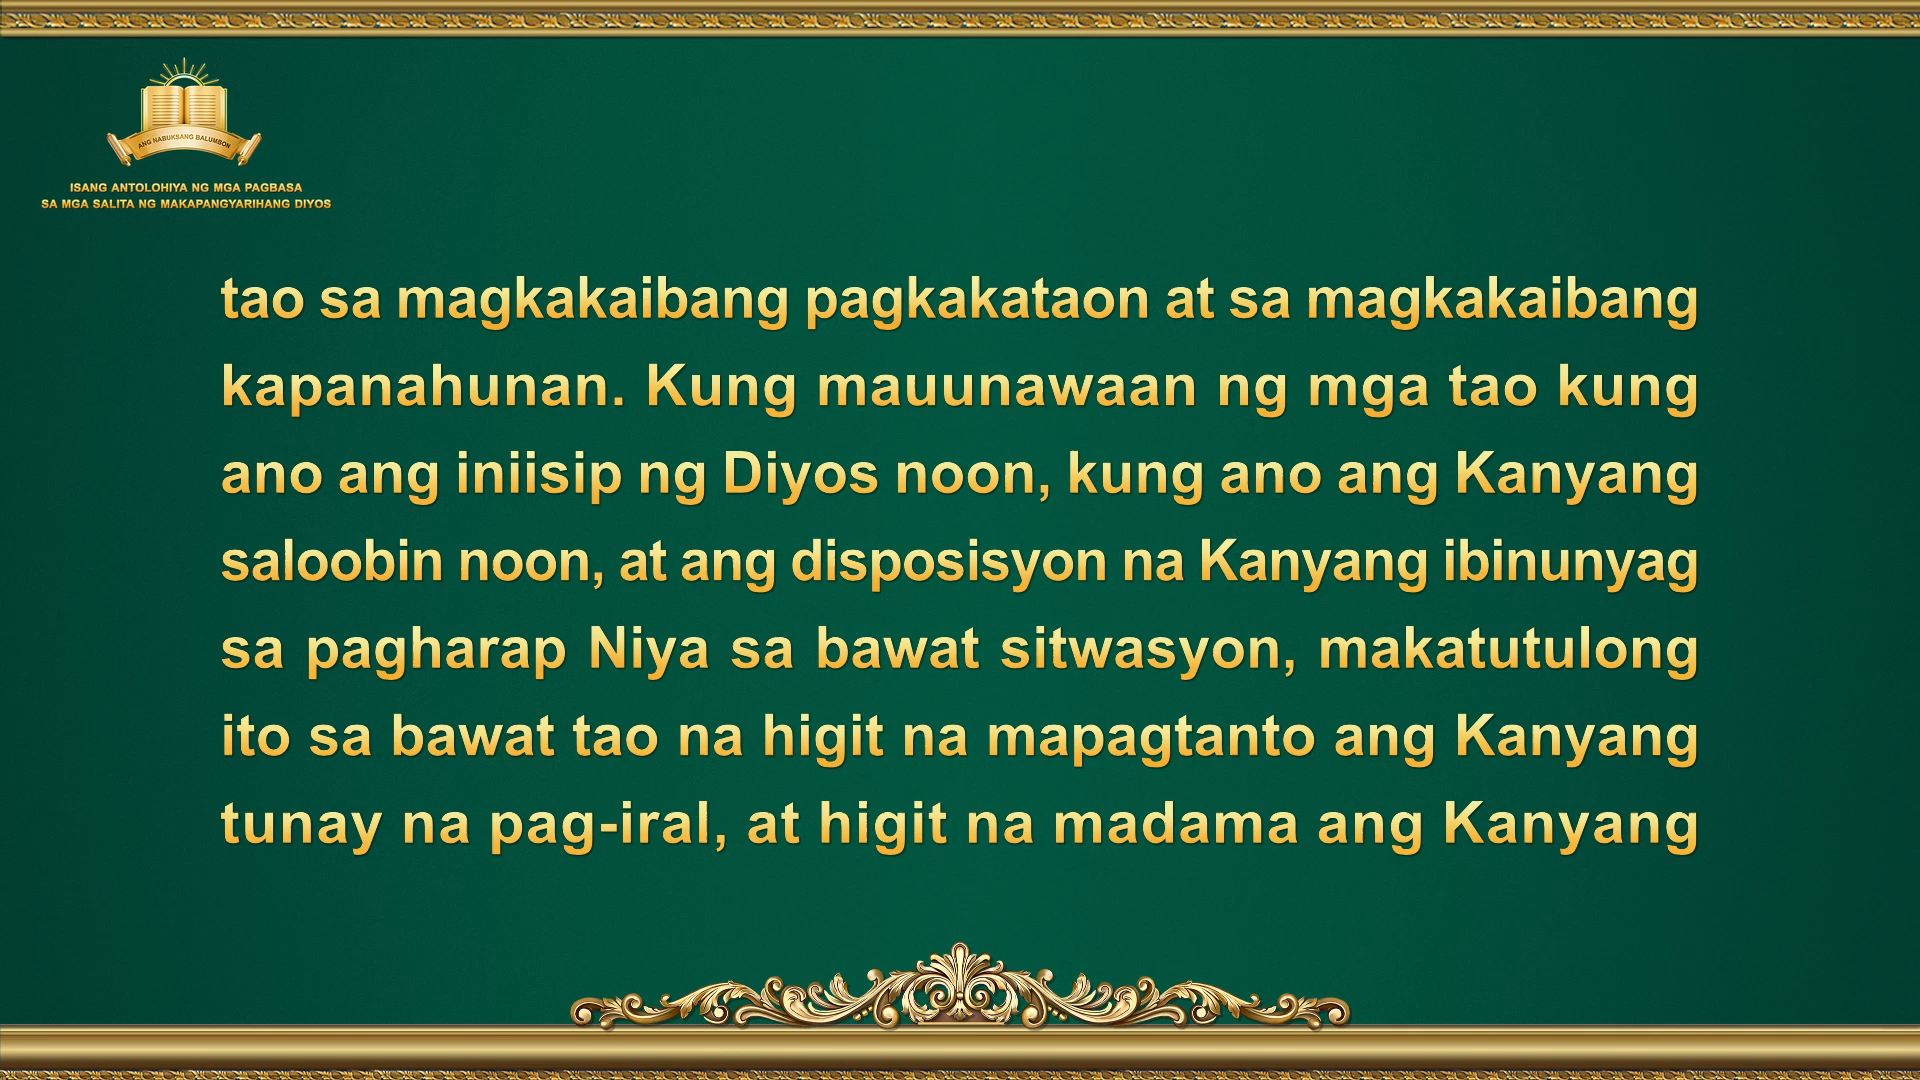 ANG NABUKSANG BALUMBON
ISANG ANTOLOHIYA NG MGA PAGBASA
SA MGA SALITA NG MAKAPANGYARIHANG DIYOS
tao sa magkakaibang pagkakataon at sa magkakaibang
kapanahunan. Kung mauunawaan ng mga tao kung
ano ang iniisip ng Diyos noon, kung ano ang Kanyang
saloobin noon, at ang disposisyon na Kanyang ibinunyag
sa pagharap Niya sa bawat sitwasyon, makatutulong
ito sa bawat tao na higit na mapagtanto ang Kanyang
tunay na pag-iral, at higit na madama ang Kanyang